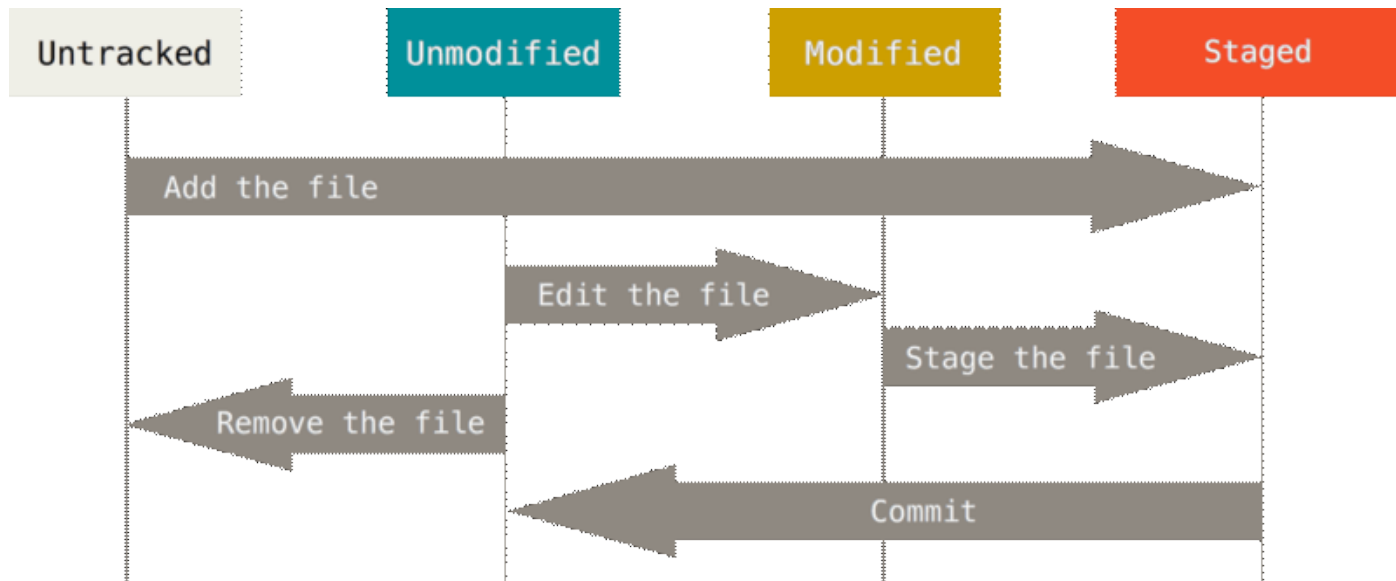 Untracked
Unmodified
Modified
Staged
Add the file
Edit the file
Stage the file
Remove the file
Commit